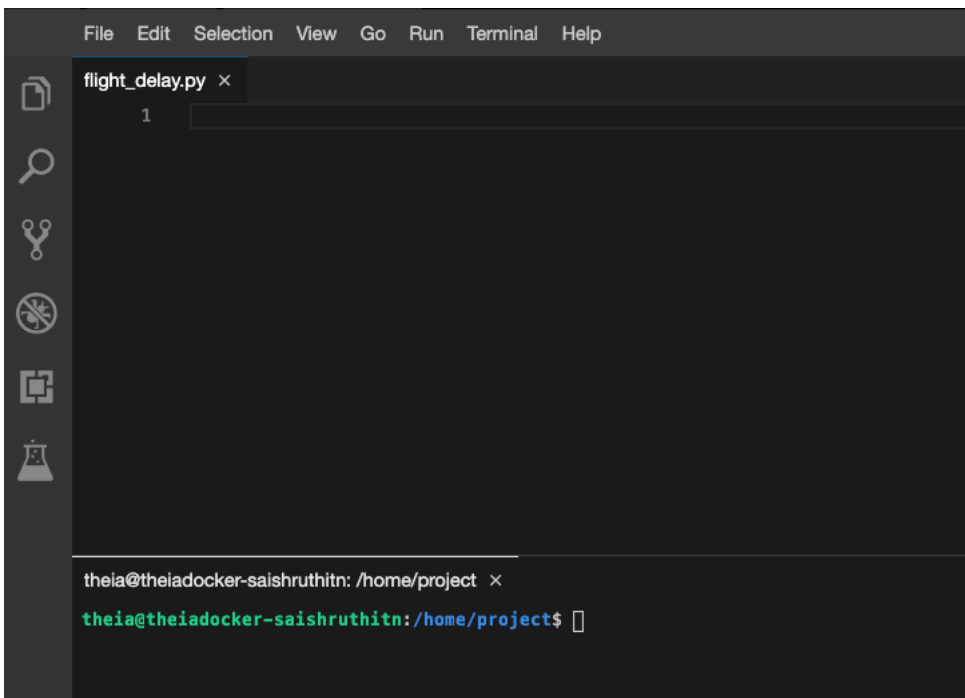 File Edit Selection View Go Run Terminal Help
flight_delay.py ×
1
theia@theiadocker-saishruthitn: /home/project ×
theia@theiadocker-saishruthitn:/home/project$